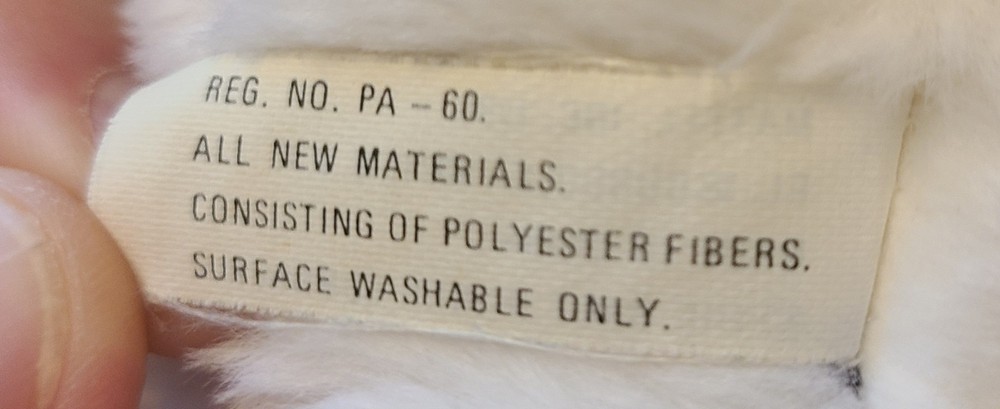 REG. NO. PA – 60.
ALL NEW MATERIALS.
CONSISTING OF POLYESTER FIBERS.
SURFACE WASHABLE ONLY.